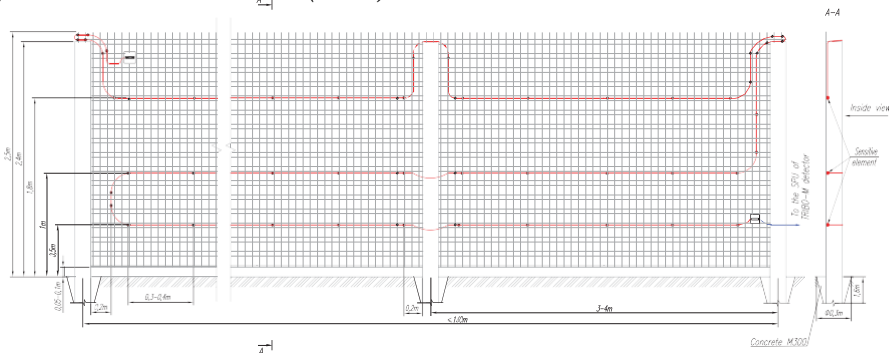 A
A-A
2,5m
2,4m
1,8m
1m
0,5m
0,05-0,1m
0,2m
0,3-0,4m
0,2m
3-4m
<110m
A
Inside view
Sensitive
element
To the SPU of
TRIBO-M detector
1,8m
Ф0,3m
Concrete M300